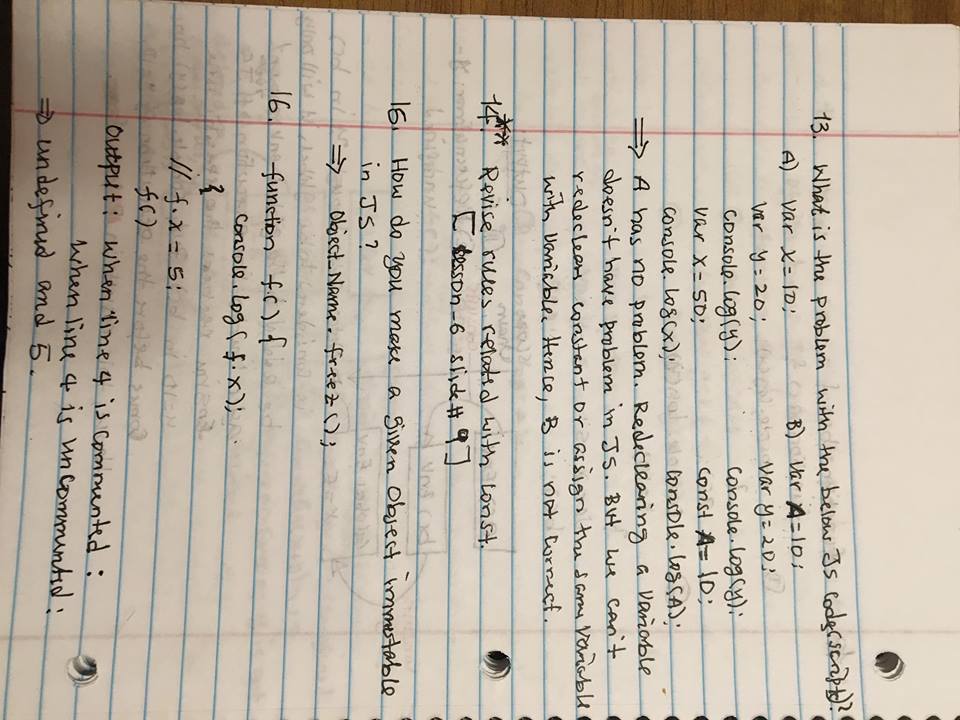 13. What is the problem with the below JS code(script)?
A) var x = 10; B) var A = 10;
var y = 20; var y = 20;
console.log(y); console.log(y);
var x = 50; const A = 10;
console.log(x); console.log(A);
⇒ A has no problem. Redeclearing a variable
doesn't have problem in JS. But we can't
redeclear constant or assign the same variable
with variable. Hence, B is not correct.
14.** Revise rules related with const.
[ Lesson-6 slide # 9 ]
15. How do you make a given Object immutable
in JS?
⇒ Object_Name.freez();
16. function f() {
console.log(f.x);
}
// f.x = 5;
f()
Output: when line 4 is commented:
when line 4 is uncommented:
⇒ undefined and 5.